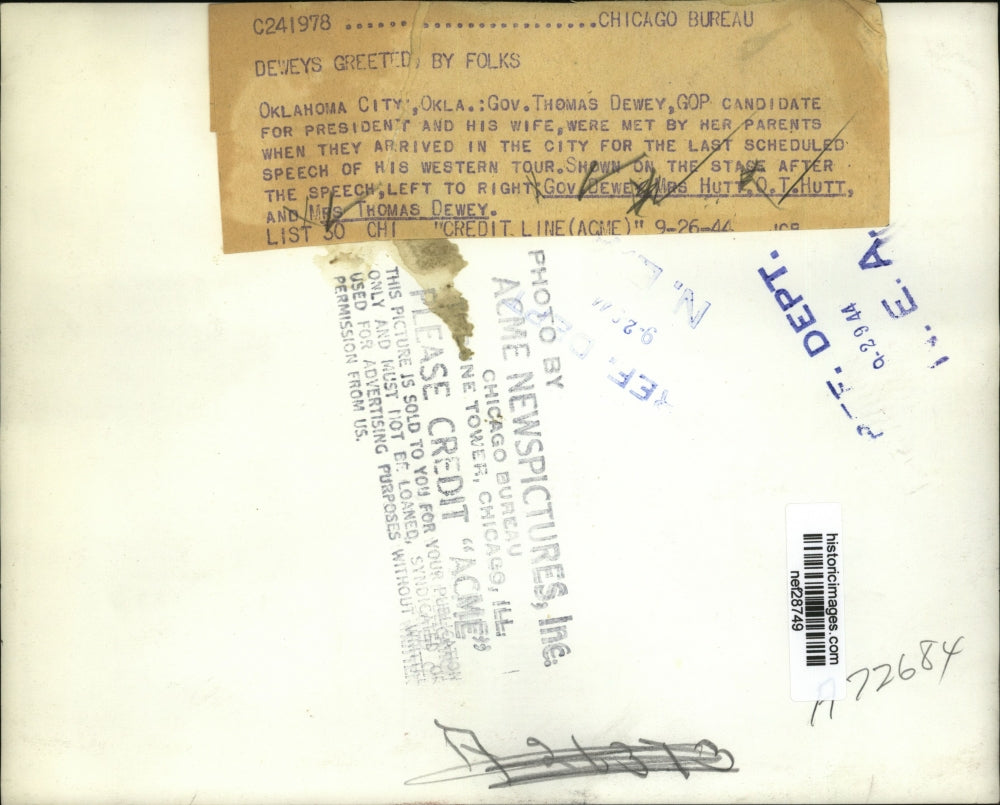 C241978 ..............................CHICAGO BUREAU
DEWEYS GREETED, BY FOLKS
OKLAHOMA CITY, OKLA.:GOV.THOMAS DEWEY,GOP CANDIDATE
FOR PRESIDENT AND HIS WIFE,WERE MET BY HER PARENTS
WHEN THEY ARRIVED IN THE CITY FOR THE LAST SCHEDULED
SPEECH OF HIS WESTERN TOUR.SHOWN ON THE STAGE AFTER
THE SPEECH,LEFT TO RIGHT,GOV.DEWEY,MRS HUTT,O.T.HUTT,
AND MRS THOMAS DEWEY.
LIST 30 CHI "CREDIT LINE(ACME)" 9-26-44 JCB
PHOTO BY
ACME NEWSPICTURES, Inc.
CHICAGO BUREAU
TOWER, CHICAGO, ILL.
PLEASE CREDIT "ACME"
THIS PICTURE IS SOLD TO YOU FOR YOUR PUBLICATION
ONLY AND MUST NOT BE LOANED, SYNDICATED OR
USED FOR ADVERTISING PURPOSES WITHOUT WRITTEN
PERMISSION FROM US.
N. E. A.
REF. DEPT.
9-29 44
N. E. A.
historicimages.com
nef28749
A 72684
A 21373